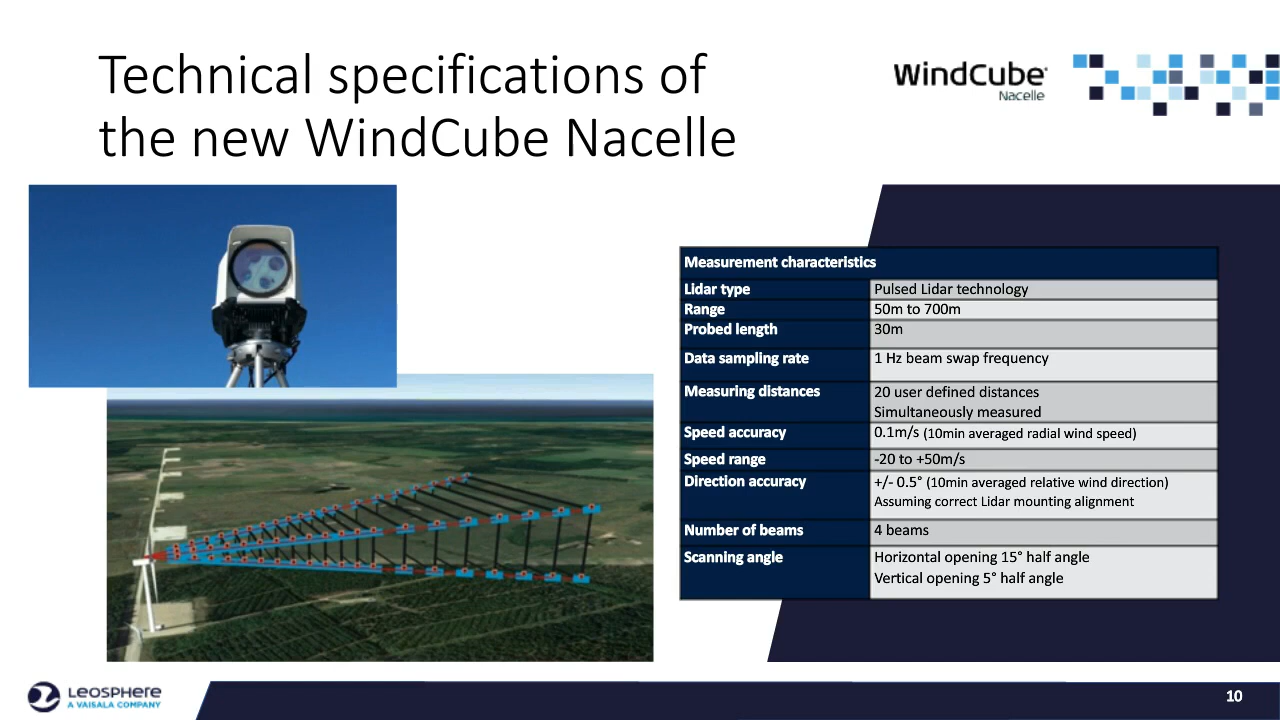 Technical specifications of
the new WindCube Nacelle
WindCube
Nacelle
Measurement characteristics
Lidar type Pulsed Lidar technology
Range 50m to 700m
Probed length 30m
Data sampling rate 1 Hz beam swap frequency
Measuring distances 20 user defined distances
Simultaneously measured
Speed accuracy 0.1m/s (10min averaged radial wind speed)
Speed range -20 to +50m/s
Direction accuracy +/- 0.5° (10min averaged relative wind direction)
Assuming correct Lidar mounting alignment
Number of beams 4 beams
Scanning angle Horizontal opening 15° half angle
Vertical opening 5° half angle
LEOSPHERE
A VAISALA COMPANY
10